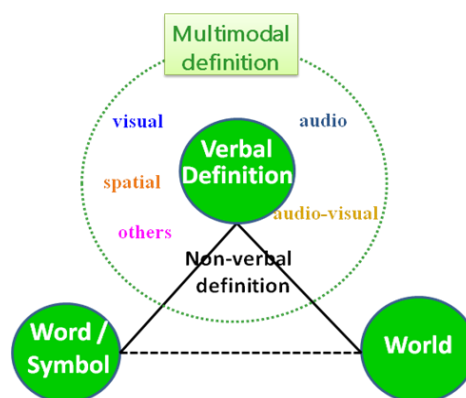 Multimodal
definition
visual
audio
Verbal
Definition
spatial
audio-visual
others
Non-verbal
definition
Word /
Symbol
World